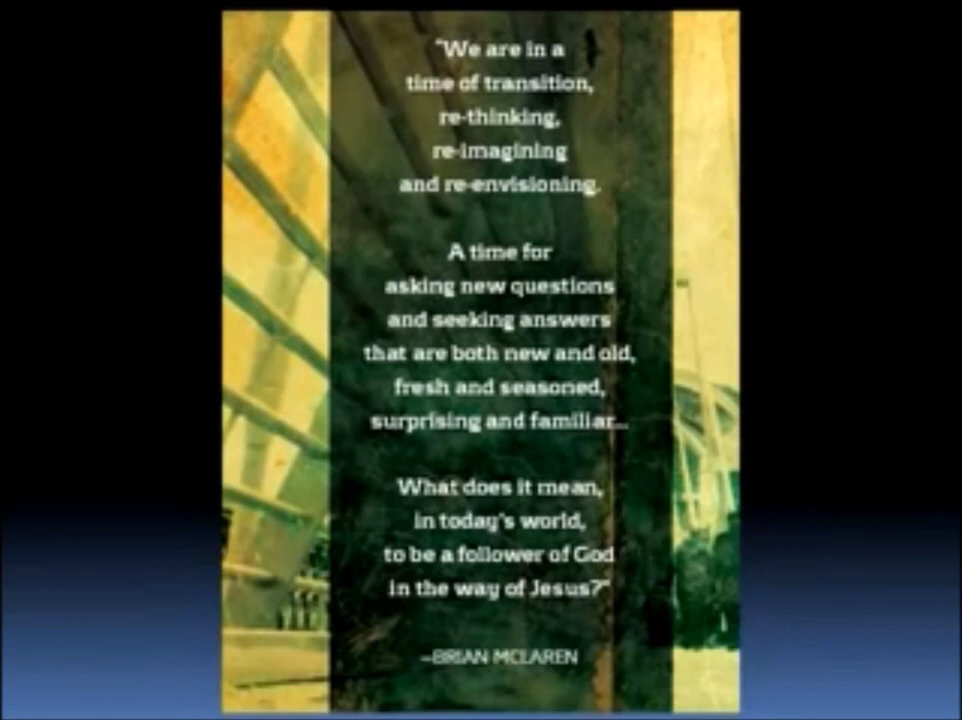 "We are in a
time of transition,
re-thinking,
re-imagining
and re-envisioning.
A time for
asking new questions
and seeking answers
that are both new and old,
fresh and seasoned,
surprising and familiar...
What does it mean,
in today's world,
to be a follower of God
in the way of Jesus?"
—BRIAN MCLAREN